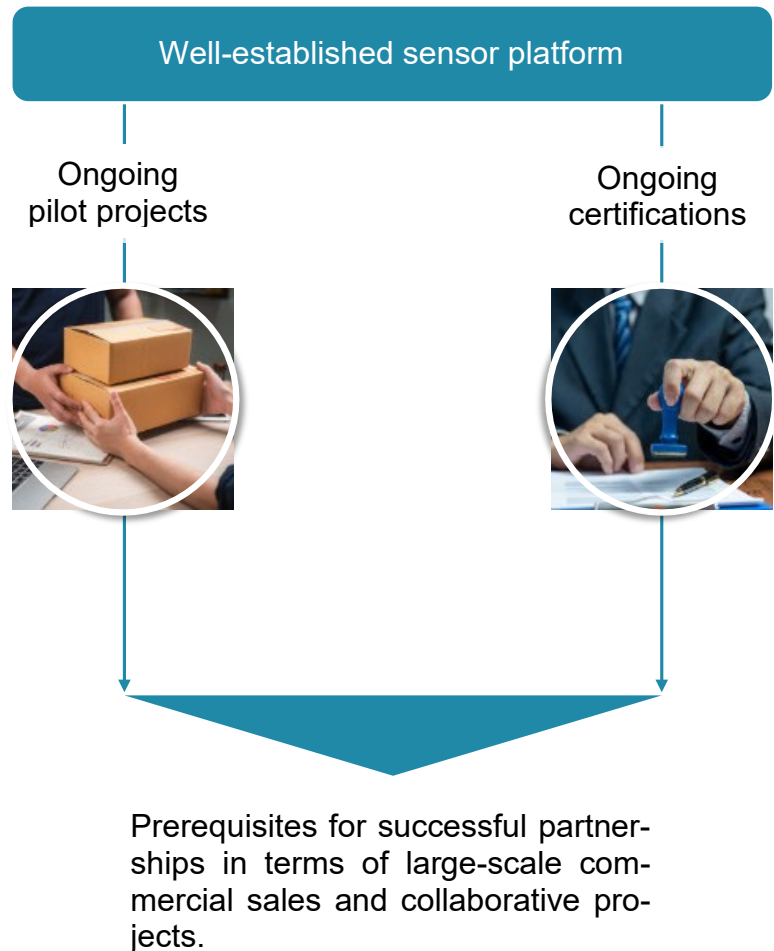 Well-established sensor platform
Ongoing
pilot projects
Ongoing
certifications
Prerequisites for successful partner-
ships in terms of large-scale com-
mercial sales and collaborative pro-
jects.